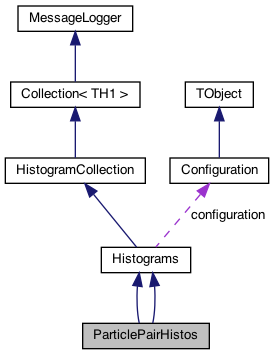 MessageLogger
Collection< TH1 >
TObject
HistogramCollection
Configuration
configuration
Histograms
ParticlePairHistos